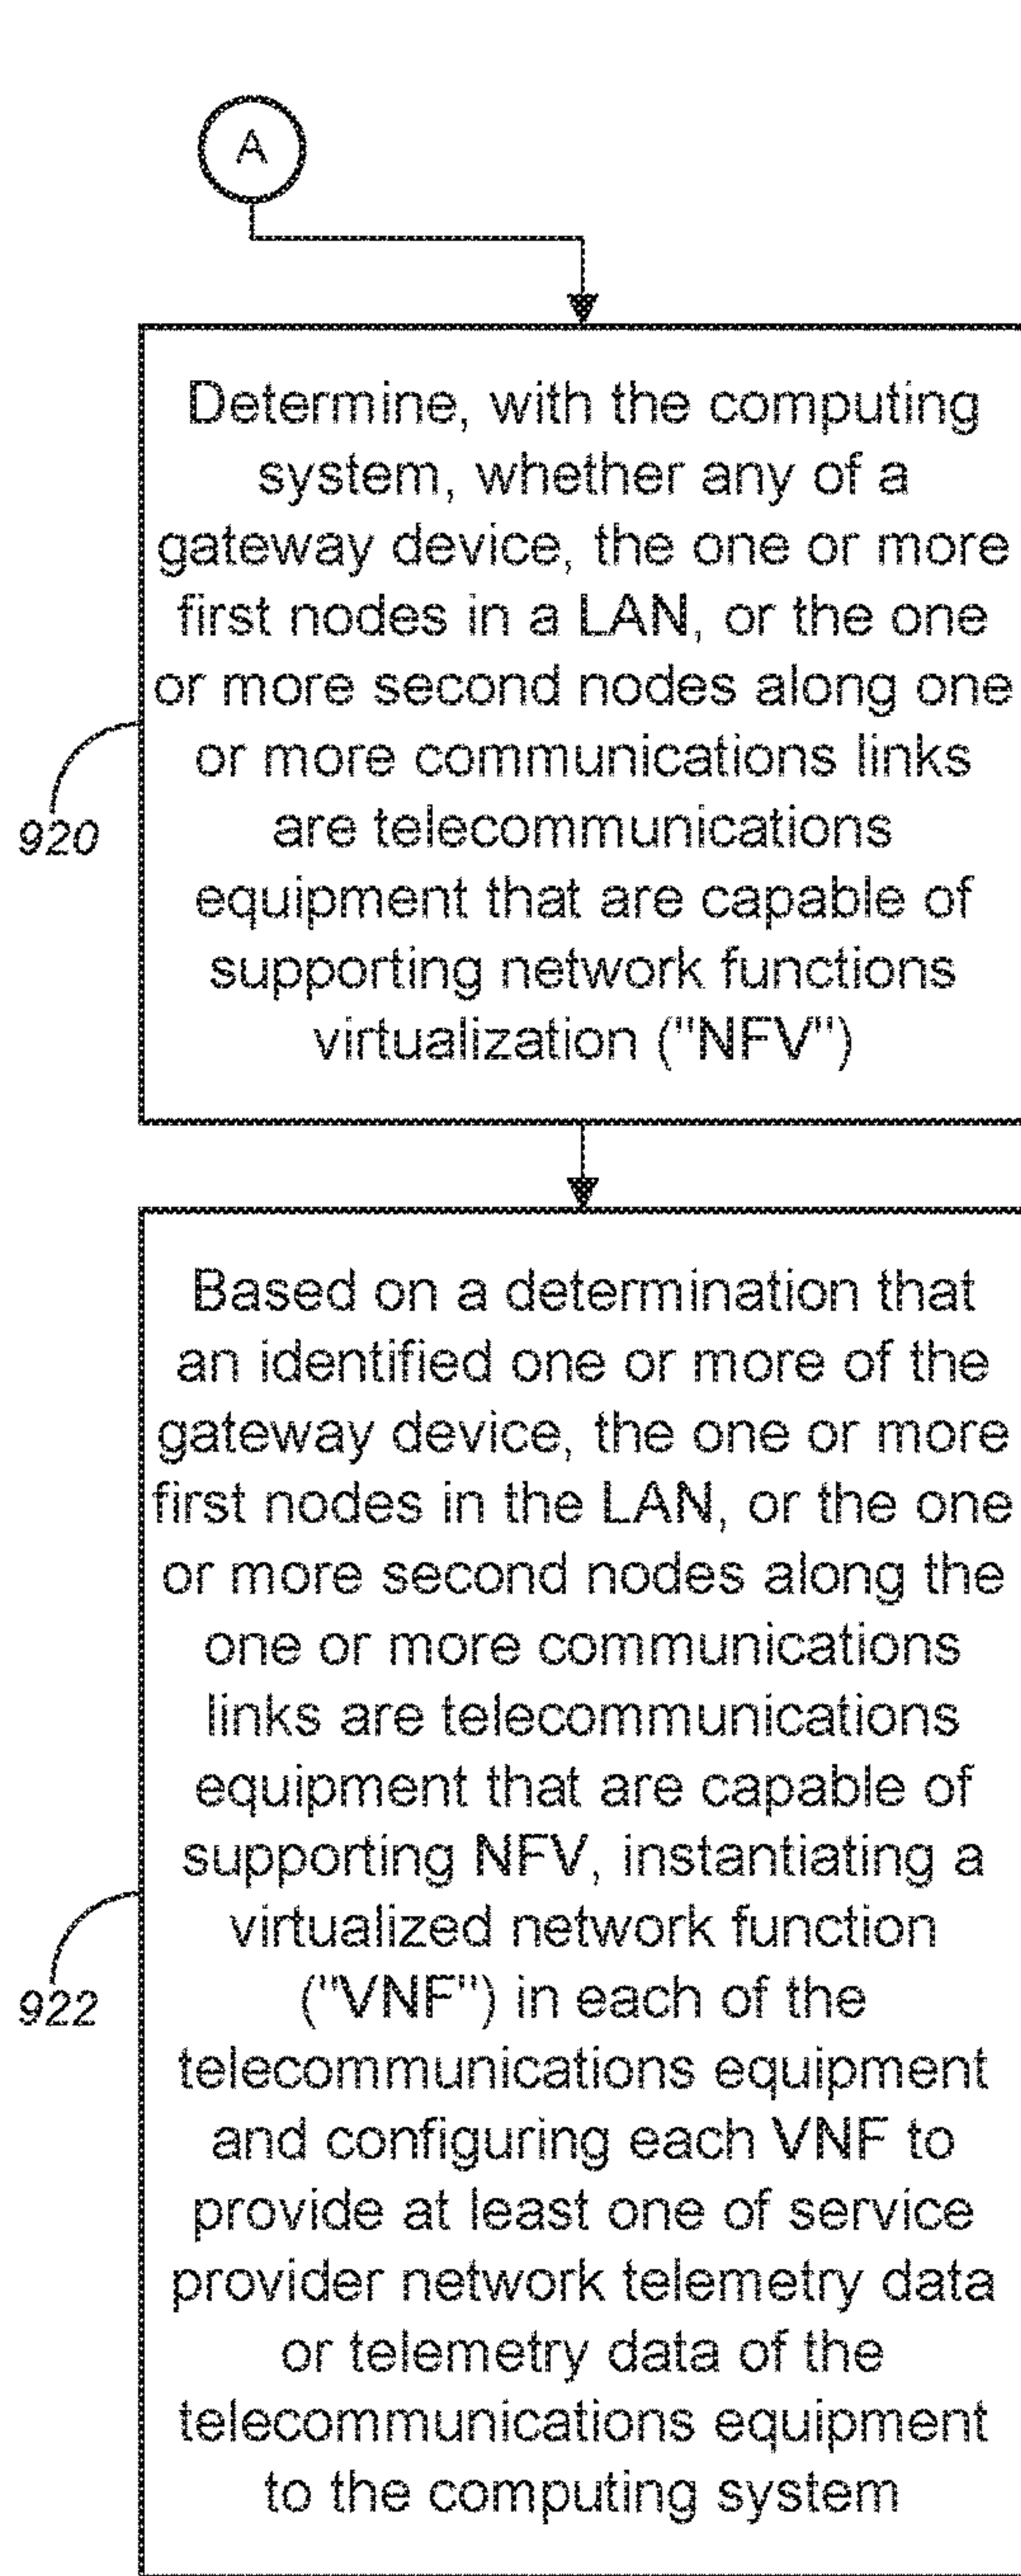 A
Determine, with the computing
system, whether any of a
gateway device, the one or more
first nodes in a LAN, or the one
or more second nodes along one
or more communications links
are telecommunications
equipment that are capable of
supporting network functions
virtualization ("NFV")
920
Based on a determination that
an identified one or more of the
gateway device, the one or more
first nodes in the LAN, or the one
or more second nodes along the
one or more communications
links are telecommunications
equipment that are capable of
supporting NFV, instantiating a
virtualized network function
("VNF") in each of the
telecommunications equipment
and configuring each VNF to
provide at least one of service
provider network telemetry data
or telemetry data of the
telecommunications equipment
to the computing system
922